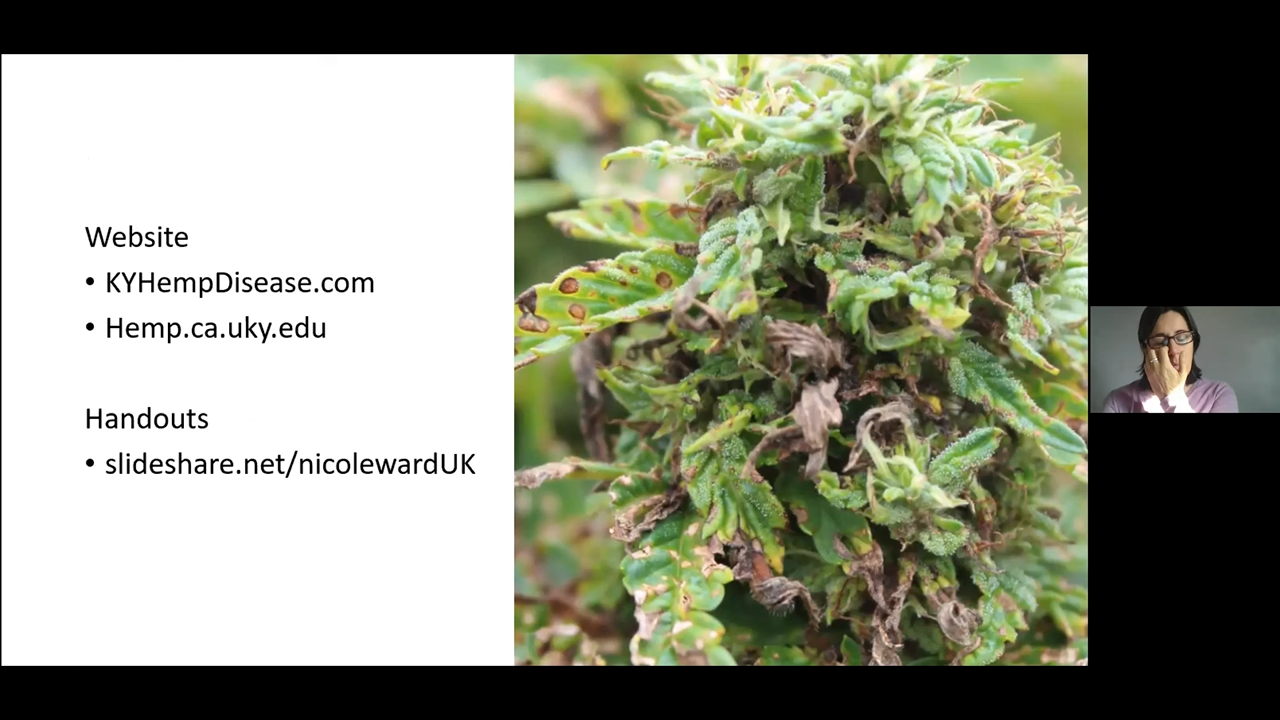 Website
• KYHempDisease.com
• Hemp.ca.uky.edu
Handouts
• slideshare.net/nicolewardUK